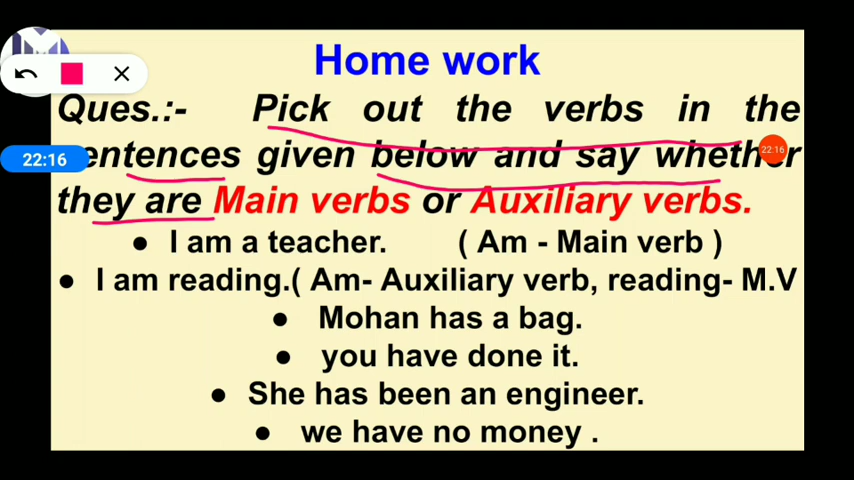 Home work
Ques.:- Pick out the verbs in the
sentences given below and say whether
they are Main verbs or Auxiliary verbs.
● I am a teacher. ( Am - Main verb )
● I am reading.( Am- Auxiliary verb, reading- M.V
● Mohan has a bag.
● you have done it.
● She has been an engineer.
● we have no money .
22:16
22:16